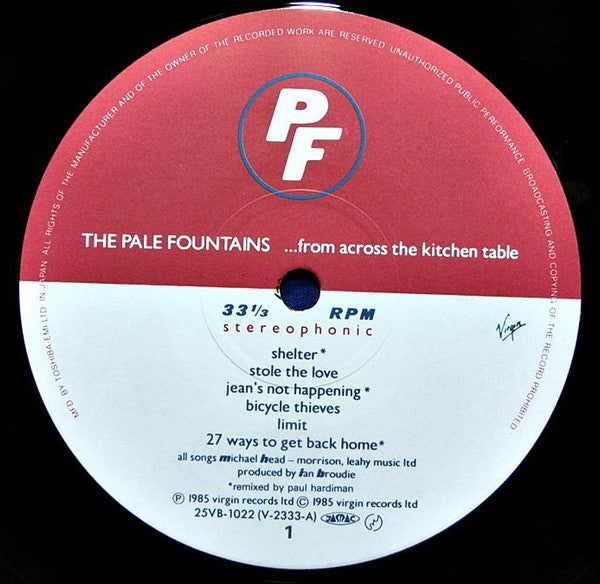 MFD BY TOSHIBA EMI LTD. IN JAPAN. ALL RIGHTS OF THE MANUFACTURER AND OF THE OWNER OF THE RECORDED WORK ARE RESERVED. UNAUTHORIZED PUBLIC PERFORMANCE, BROADCASTING AND COPYING OF THE RECORD PROHIBITED
PF
THE PALE FOUNTAINS ...from across the kitchen table
33 1/3 RPM
stereophonic
Virgin
shelter*
stole the love
jean's not happening*
bicycle thieves
limit
27 ways to get back home*
all songs michael head – morrison, leahy music ltd
produced by Ian broudie
*remixed by paul hardiman
Ⓟ 1985 virgin records ltd © 1985 virgin records ltd
25VB-1022 (V-2333-A) JASRAC
1